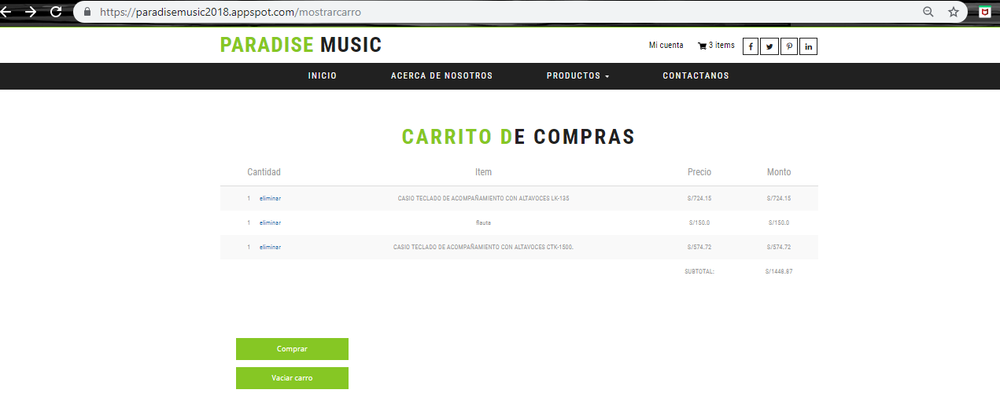 https://paradisemusic2018.appspot.com/mostrarcarro
PARADISE MUSIC
Mi cuenta 3 items
INICIO ACERCA DE NOSOTROS PRODUCTOS CONTACTANOS
CARRITO DE COMPRAS
Cantidad Item Precio Monto
1 eliminar CASIO TECLADO DE ACOMPAÑAMIENTO CON ALTAVOCES LK-135 S/724.15 S/724.15
1 eliminar flauta S/150.0 S/150.0
1 eliminar CASIO TECLADO DE ACOMPAÑAMIENTO CON ALTAVOCES CTK-1500. S/574.72 S/574.72
SUBTOTAL: S/1448.87
Comprar
Vaciar carro